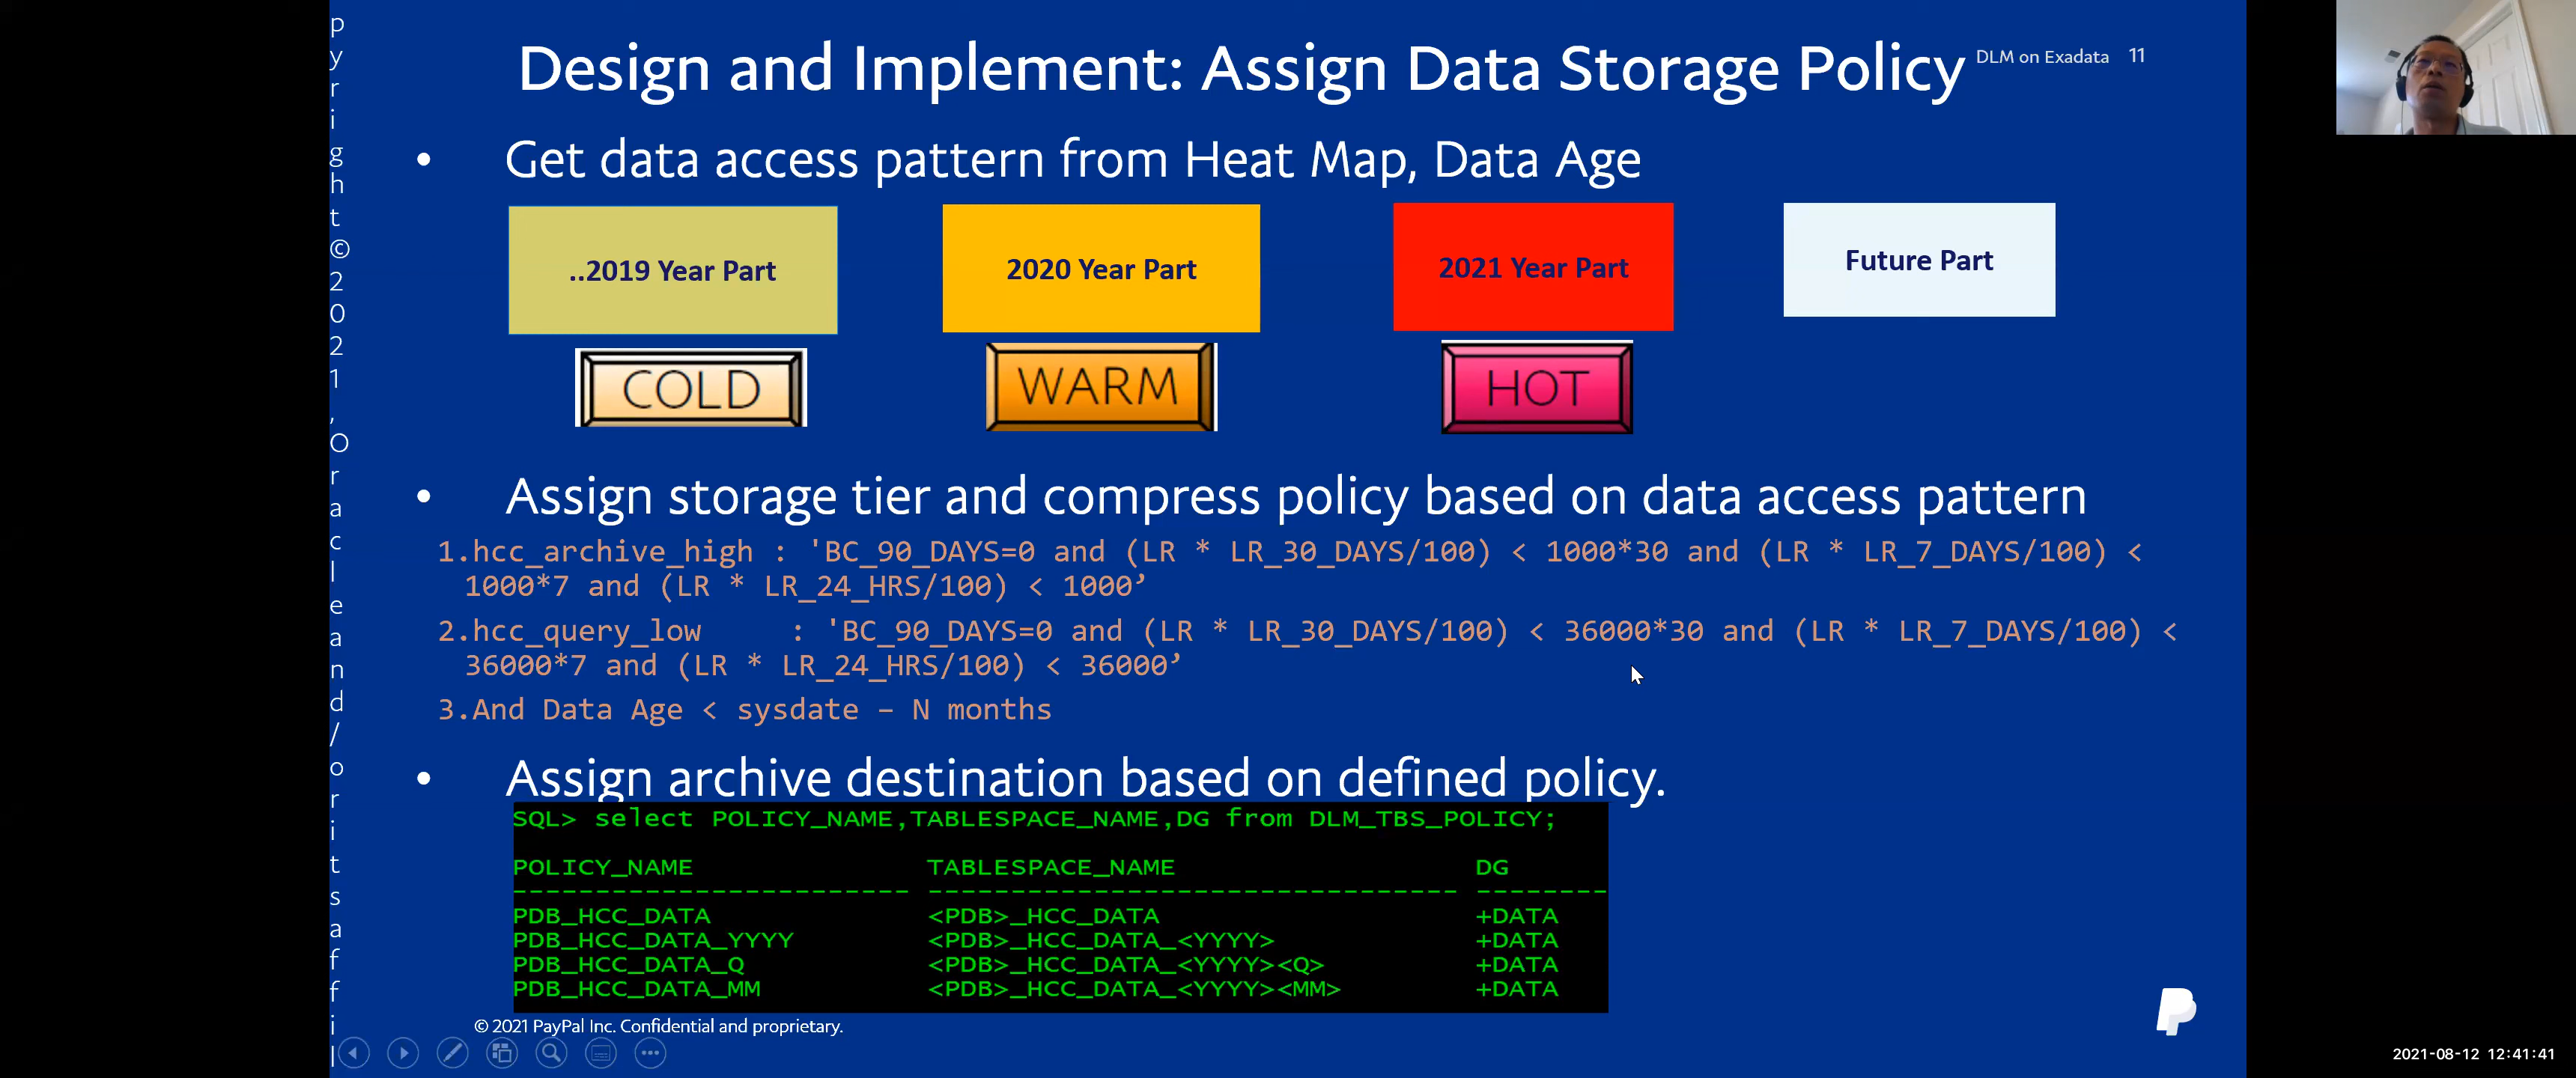 Design and Implement: Assign Data Storage Policy
DLM on Exadata 11
• Get data access pattern from Heat Map, Data Age
..2019 Year Part
2020 Year Part
2021 Year Part
Future Part
COLD
WARM
HOT
• Assign storage tier and compress policy based on data access pattern
1.hcc_archive_high : 'BC_90_DAYS=0 and (LR * LR_30_DAYS/100) < 1000*30 and (LR * LR_7_DAYS/100) <
1000*7 and (LR * LR_24_HRS/100) < 1000’
2.hcc_query_low : 'BC_90_DAYS=0 and (LR * LR_30_DAYS/100) < 36000*30 and (LR * LR_7_DAYS/100) <
36000*7 and (LR * LR_24_HRS/100) < 36000’
3.And Data Age < sysdate – N months
• Assign archive destination based on defined policy.
SQL> select POLICY_NAME,TABLESPACE_NAME,DG from DLM_TBS_POLICY;
POLICY_NAME TABLESPACE_NAME DG
------------------------ -------------------------------- --------
PDB_HCC_DATA <PDB>_HCC_DATA +DATA
PDB_HCC_DATA_YYYY <PDB>_HCC_DATA_<YYYY> +DATA
PDB_HCC_DATA_Q <PDB>_HCC_DATA_<YYYY><Q> +DATA
PDB_HCC_DATA_MM <PDB>_HCC_DATA_<YYYY><MM> +DATA
© 2021 PayPal Inc. Confidential and proprietary.
pyright©2021,Oracleand/oritsaffil
2021-08-12 12:41:41